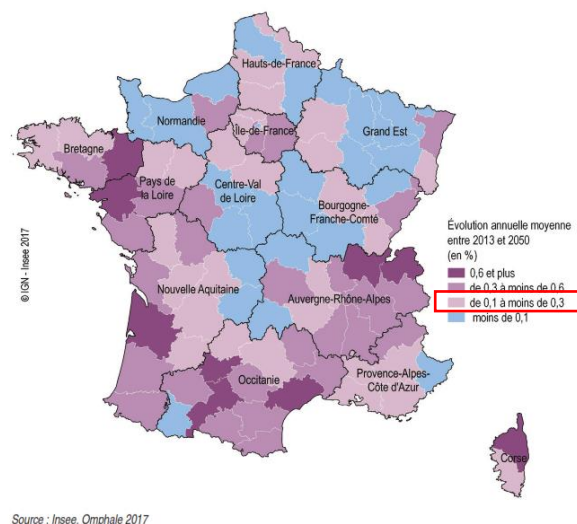 Hauts-de-France
Normandie
Île-de-France
Grand Est
Bretagne
Pays de
la Loire
Centre-Val
de Loire
Bourgogne-
Franche-Comté
Nouvelle Aquitaine
Auvergne-Rhône-Alpes
Occitanie
Provence-Alpes-
Côte d'Azur
Corse
© IGN - Insee 2017
Évolution annuelle moyenne
entre 2013 et 2050
(en %)
0,6 et plus
de 0,3 à moins de 0,6
de 0,1 à moins de 0,3
moins de 0,1
Source : Insee, Omphale 2017